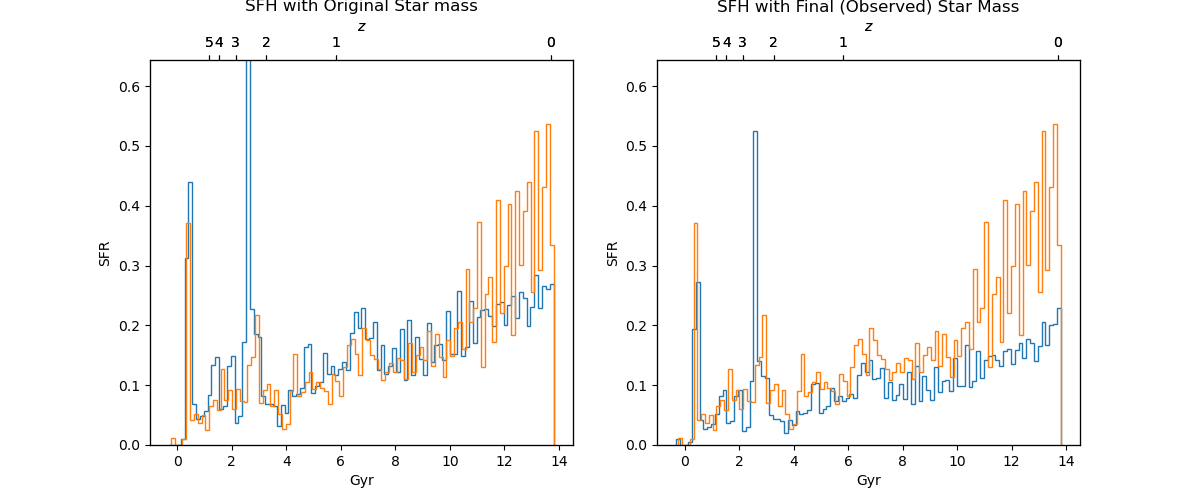 SFH with Original Star mass
z
5 4 3 2 1 0
0.6
0.5
0.4
0.3
0.2
0.1
0.0
SFR
0 2 4 6 8 10 12 14
Gyr
SFH with Final (Observed) Star Mass
z
5 4 3 2 1 0
0.6
0.5
0.4
0.3
0.2
0.1
0.0
SFR
0 2 4 6 8 10 12 14
Gyr